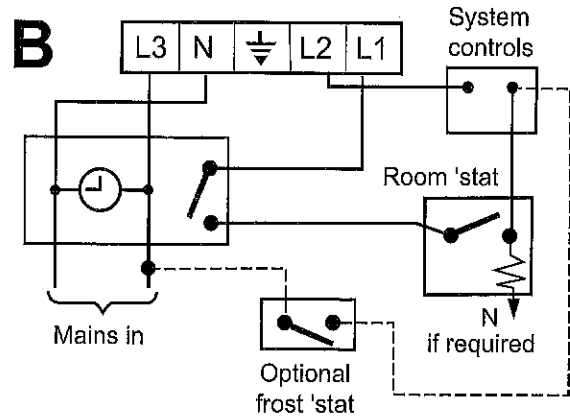 B
L3 N L2 L1
System
controls
Room 'stat
N
if required
Mains in
Optional
frost 'stat